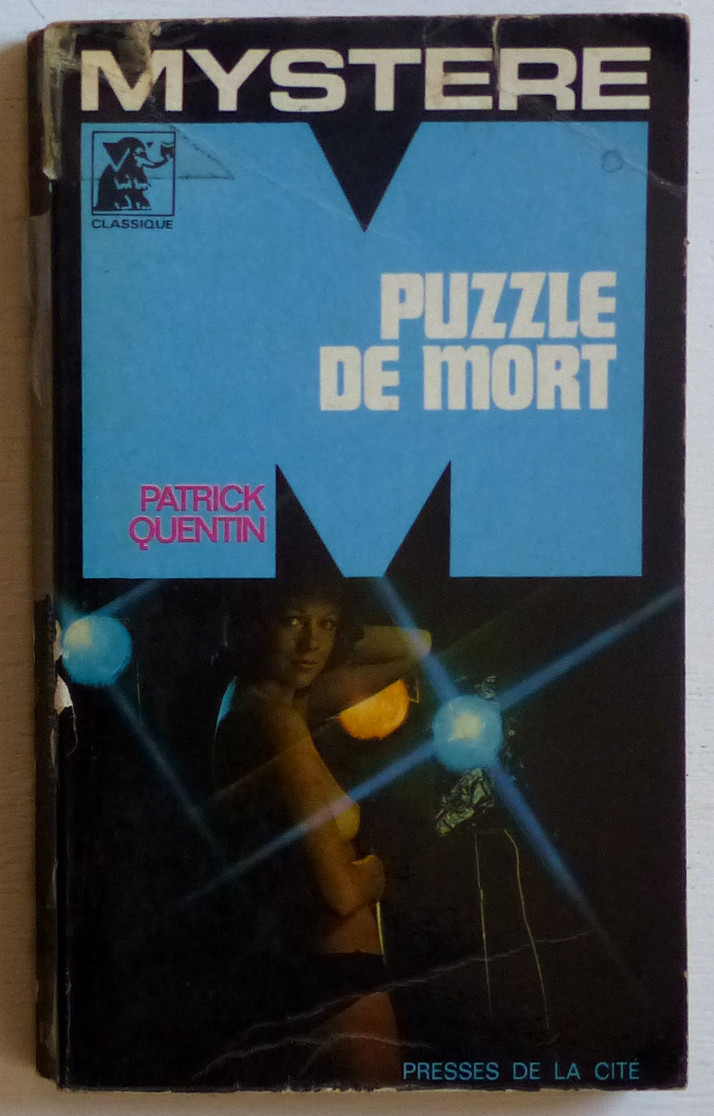 MYSTERE
CLASSIQUE
PUZZLE
DE MORT
PATRICK
QUENTIN
PRESSES DE LA CITÉ